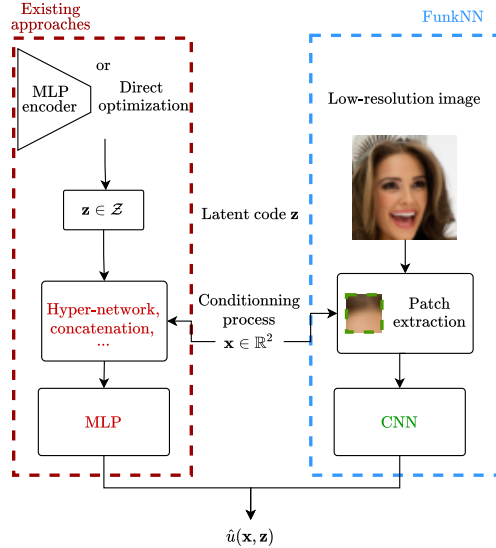 Existing
approaches
FunkNN
MLP
encoder
or
Direct
optimization
Low-resolution image
𝐳 ∈ 𝒵
Latent code 𝐳
Hyper-network,
concatenation,
...
Conditionning
process
𝐱 ∈ ℝ²
Patch
extraction
MLP
CNN
û(𝐱, 𝐳)